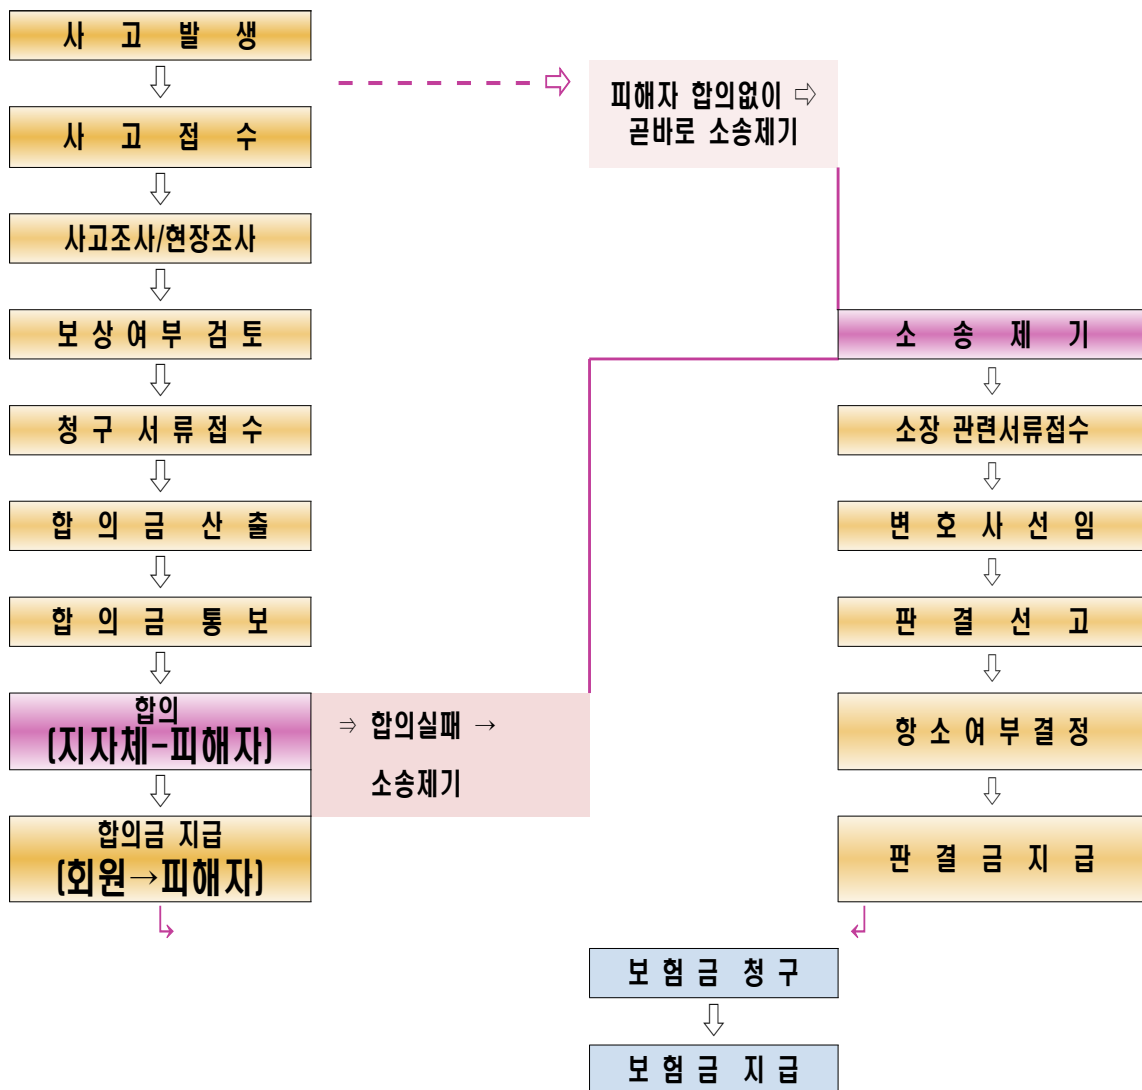 사 고 발 생
피해자 합의없이 ⇨
곧바로 소송제기
사 고 접 수
사고조사/현장조사
보 상 여 부 검 토
청 구 서 류 접 수
합 의 금 산 출
합 의 금 통 보
합의
(지자체-피해자)
⇒ 합의실패 →
소송제기
합의금 지급
(회원→피해자)
소 송 제 기
소장 관련서류접수
변 호 사 선 임
판 결 선 고
항 소 여 부 결 정
판 결 금 지 급
보 험 금 청 구
보 험 금 지 급